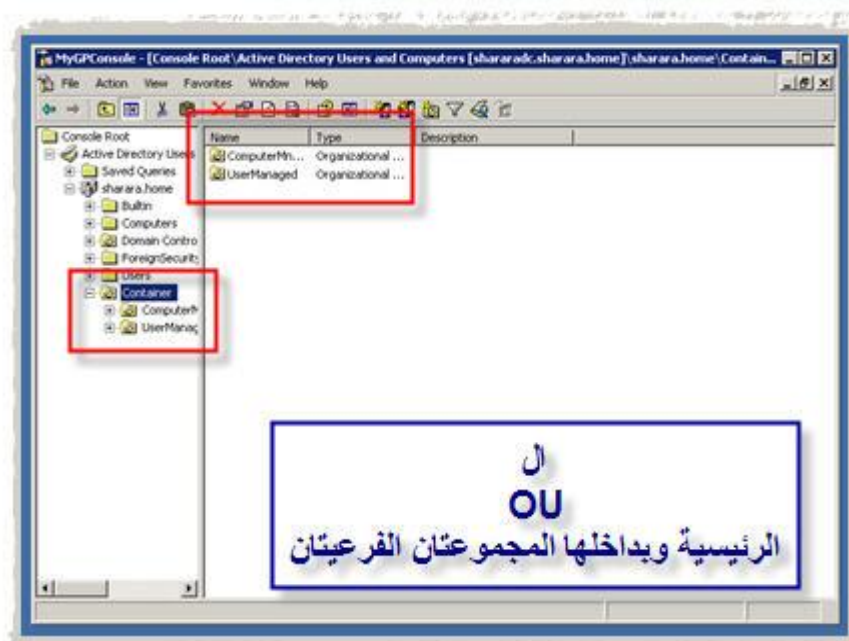 MyGPConsole - [Console Root\Active Directory Users and Computers [shararadc.sharara.home]\sharara.home\Contain...
File Action View Favorites Window Help
Console Root
Active Directory Users
Saved Queries
sharara.home
Builtin
Computers
Domain Contro
ForeignSecurit
Users
Container
ComputerM
UserManag
Name Type Description
ComputerMn... Organizational ...
UserManaged Organizational ...
ال
OU
الرئيسية وبداخلها المجموعتان الفرعيتان